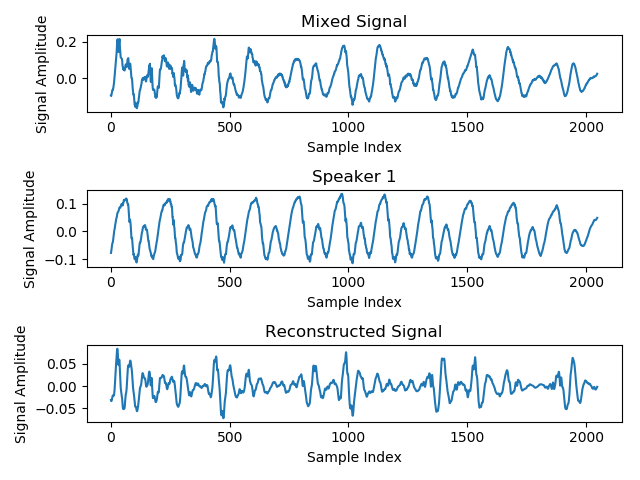 Mixed Signal
Signal Amplitude
0.2
0.0
0
500
1000
1500
2000
Sample Index
Speaker 1
Signal Amplitude
0.1
0.0
−0.1
0
500
1000
1500
2000
Sample Index
Reconstructed Signal
Signal Amplitude
0.05
0.00
−0.05
0
500
1000
1500
2000
Sample Index